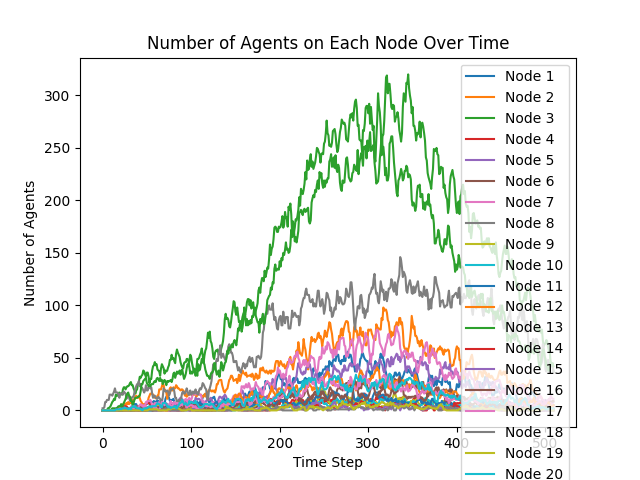 Number of Agents on Each Node Over Time
Number of Agents
300
250
200
150
100
50
0
0
100
200
300
400
500
Time Step
Node 1
Node 2
Node 3
Node 4
Node 5
Node 6
Node 7
Node 8
Node 9
Node 10
Node 11
Node 12
Node 13
Node 14
Node 15
Node 16
Node 17
Node 18
Node 19
Node 20